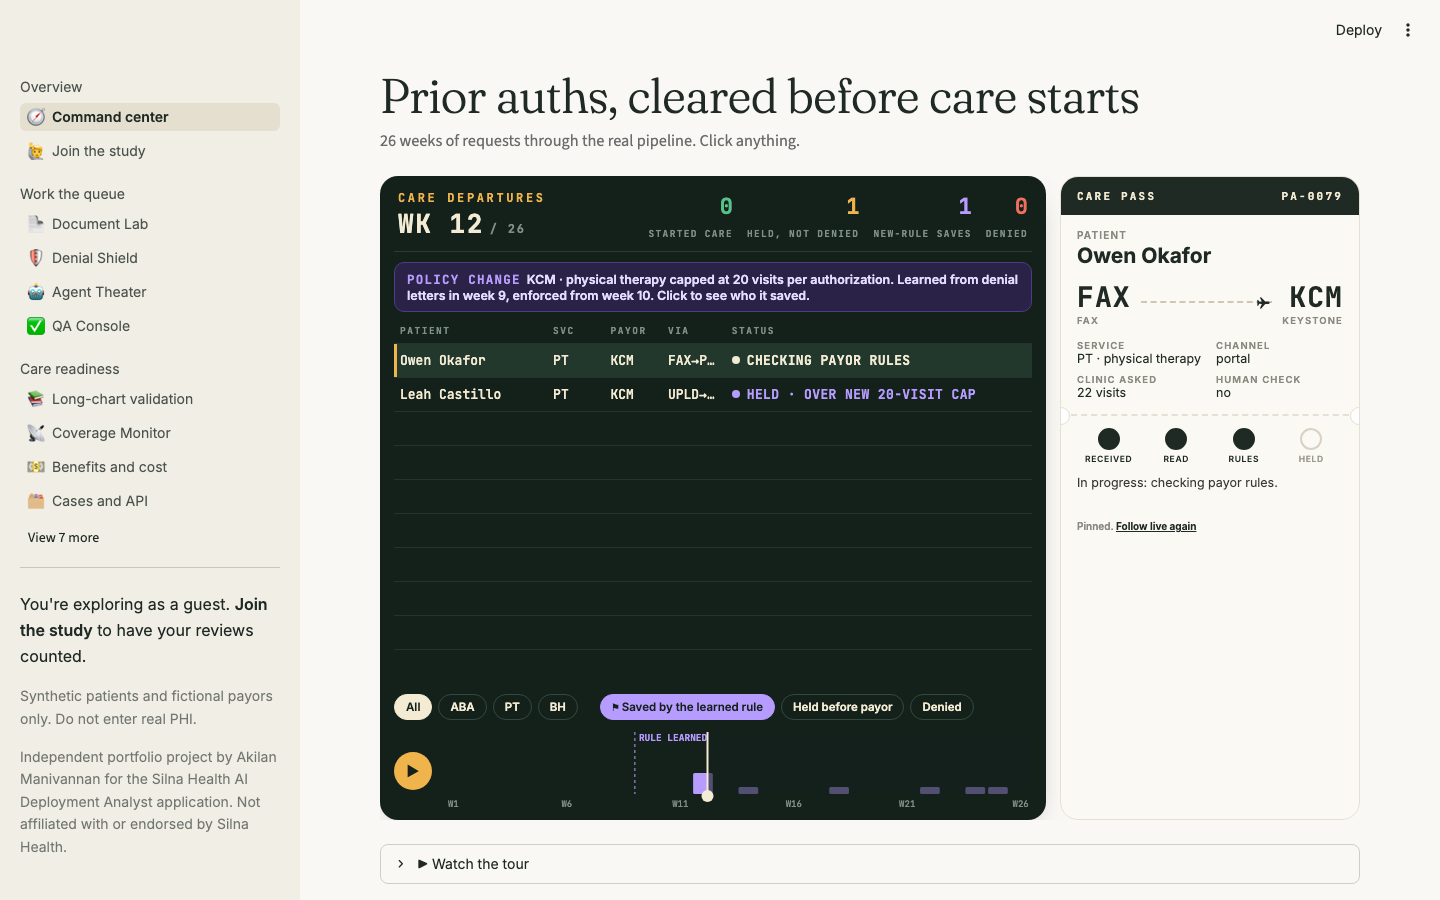 Deploy
Overview
Command center
Join the study
Work the queue
Document Lab
Denial Shield
Agent Theater
QA Console
Care readiness
Long-chart validation
Coverage Monitor
Benefits and cost
Cases and API
View 7 more
You're exploring as a guest. Join
the study to have your reviews
counted.
Synthetic patients and fictional payors
only. Do not enter real PHI.
Independent portfolio project by Akilan
Manivannan for the Silna Health AI
Deployment Analyst application. Not
affiliated with or endorsed by Silna
Health.
Prior auths, cleared before care starts
26 weeks of requests through the real pipeline. Click anything.
CARE DEPARTURES
WK 12 / 26
0 1 1 0
STARTED CARE HELD, NOT DENIED NEW-RULE SAVES DENIED
POLICY CHANGE KCM · physical therapy capped at 20 visits per authorization. Learned from denial
letters in week 9, enforced from week 10. Click to see who it saved.
PATIENT SVC PAYOR VIA STATUS
Owen Okafor PT KCM FAX→P… CHECKING PAYOR RULES
Leah Castillo PT KCM UPLD→… HELD · OVER NEW 20-VISIT CAP
All ABA PT BH Saved by the learned rule Held before payor Denied
RULE LEARNED
W1 W6 W11 W16 W21 W26
CARE PASS PA-0079
PATIENT
Owen Okafor
FAX KCM
FAX KEYSTONE
SERVICE CHANNEL
PT · physical therapy portal
CLINIC ASKED HUMAN CHECK
22 visits no
RECEIVED READ RULES HELD
In progress: checking payor rules.
Pinned. Follow live again
Watch the tour